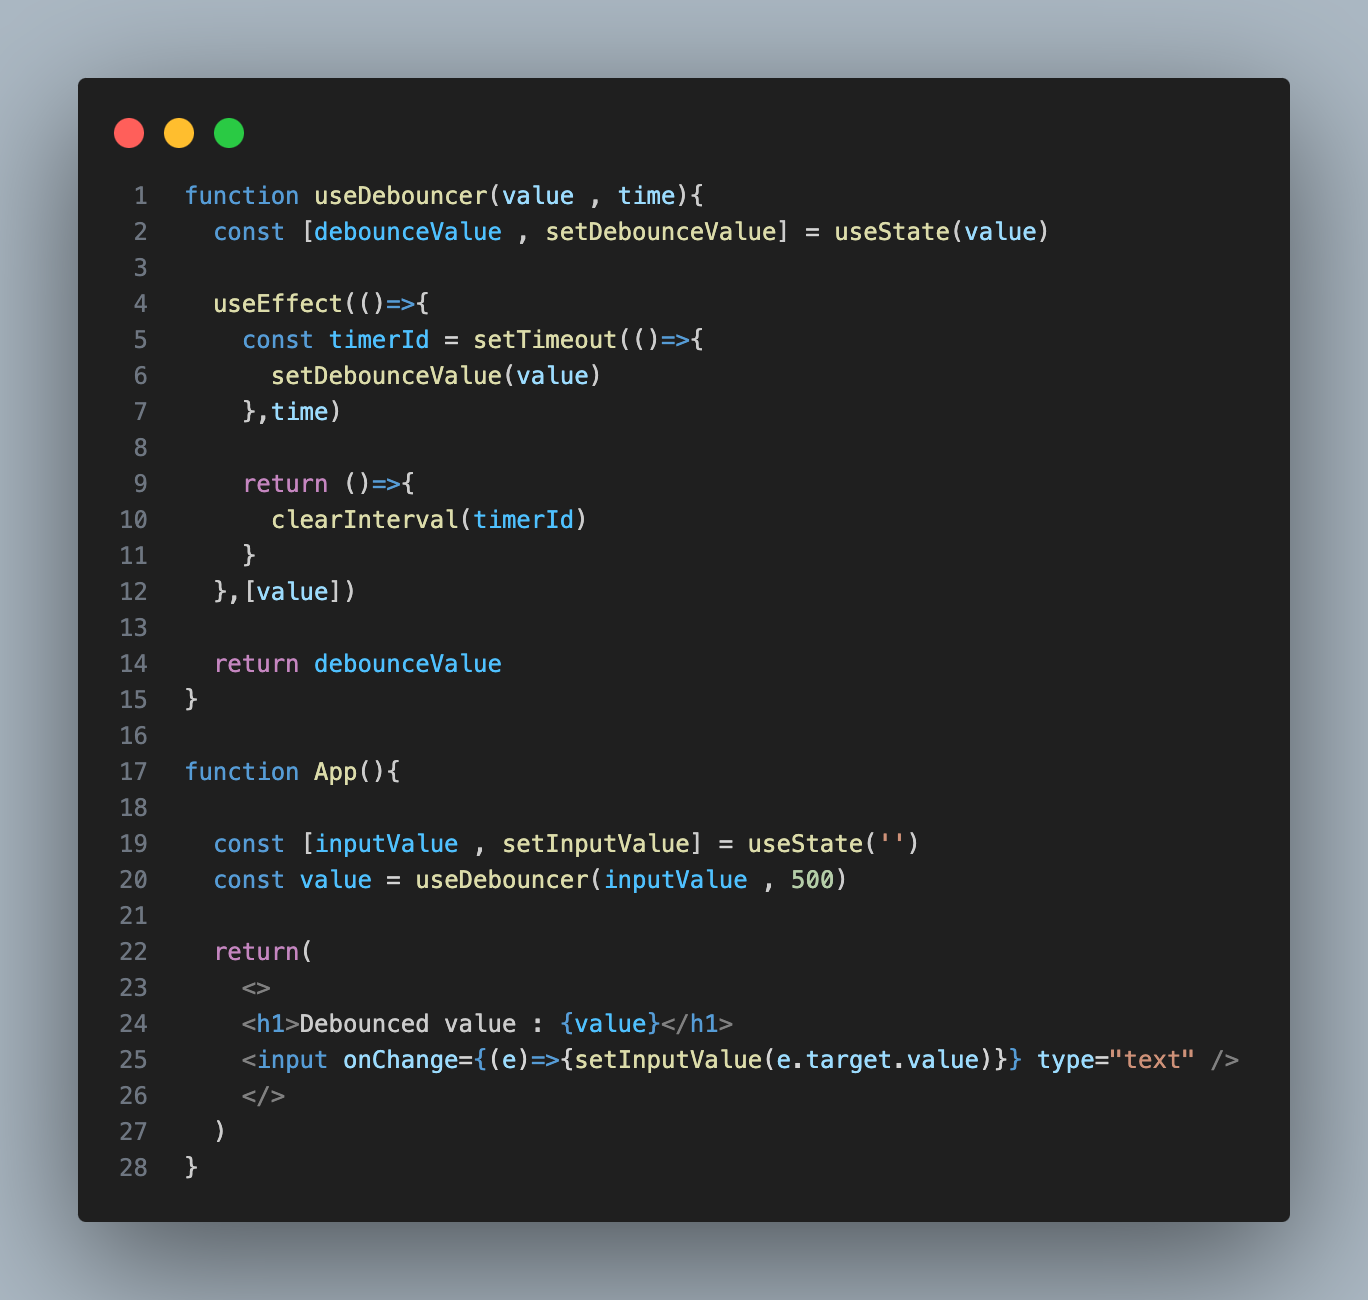 1 function useDebouncer(value , time){
2   const [debounceValue , setDebounceValue] = useState(value)
3
4   useEffect(()=>{
5     const timerId = setTimeout(()=>{
6       setDebounceValue(value)
7     },time)
8
9     return ()=>{
10       clearInterval(timerId)
11     }
12   },[value])
13
14   return debounceValue
15 }
16
17 function App(){
18
19   const [inputValue , setInputValue] = useState('')
20   const value = useDebouncer(inputValue , 500)
21
22   return(
23     <>
24     <h1>Debounced value : {value}</h1>
25     <input onChange={(e)=>{setInputValue(e.target.value)}} type="text" />
26     </>
27   )
28 }